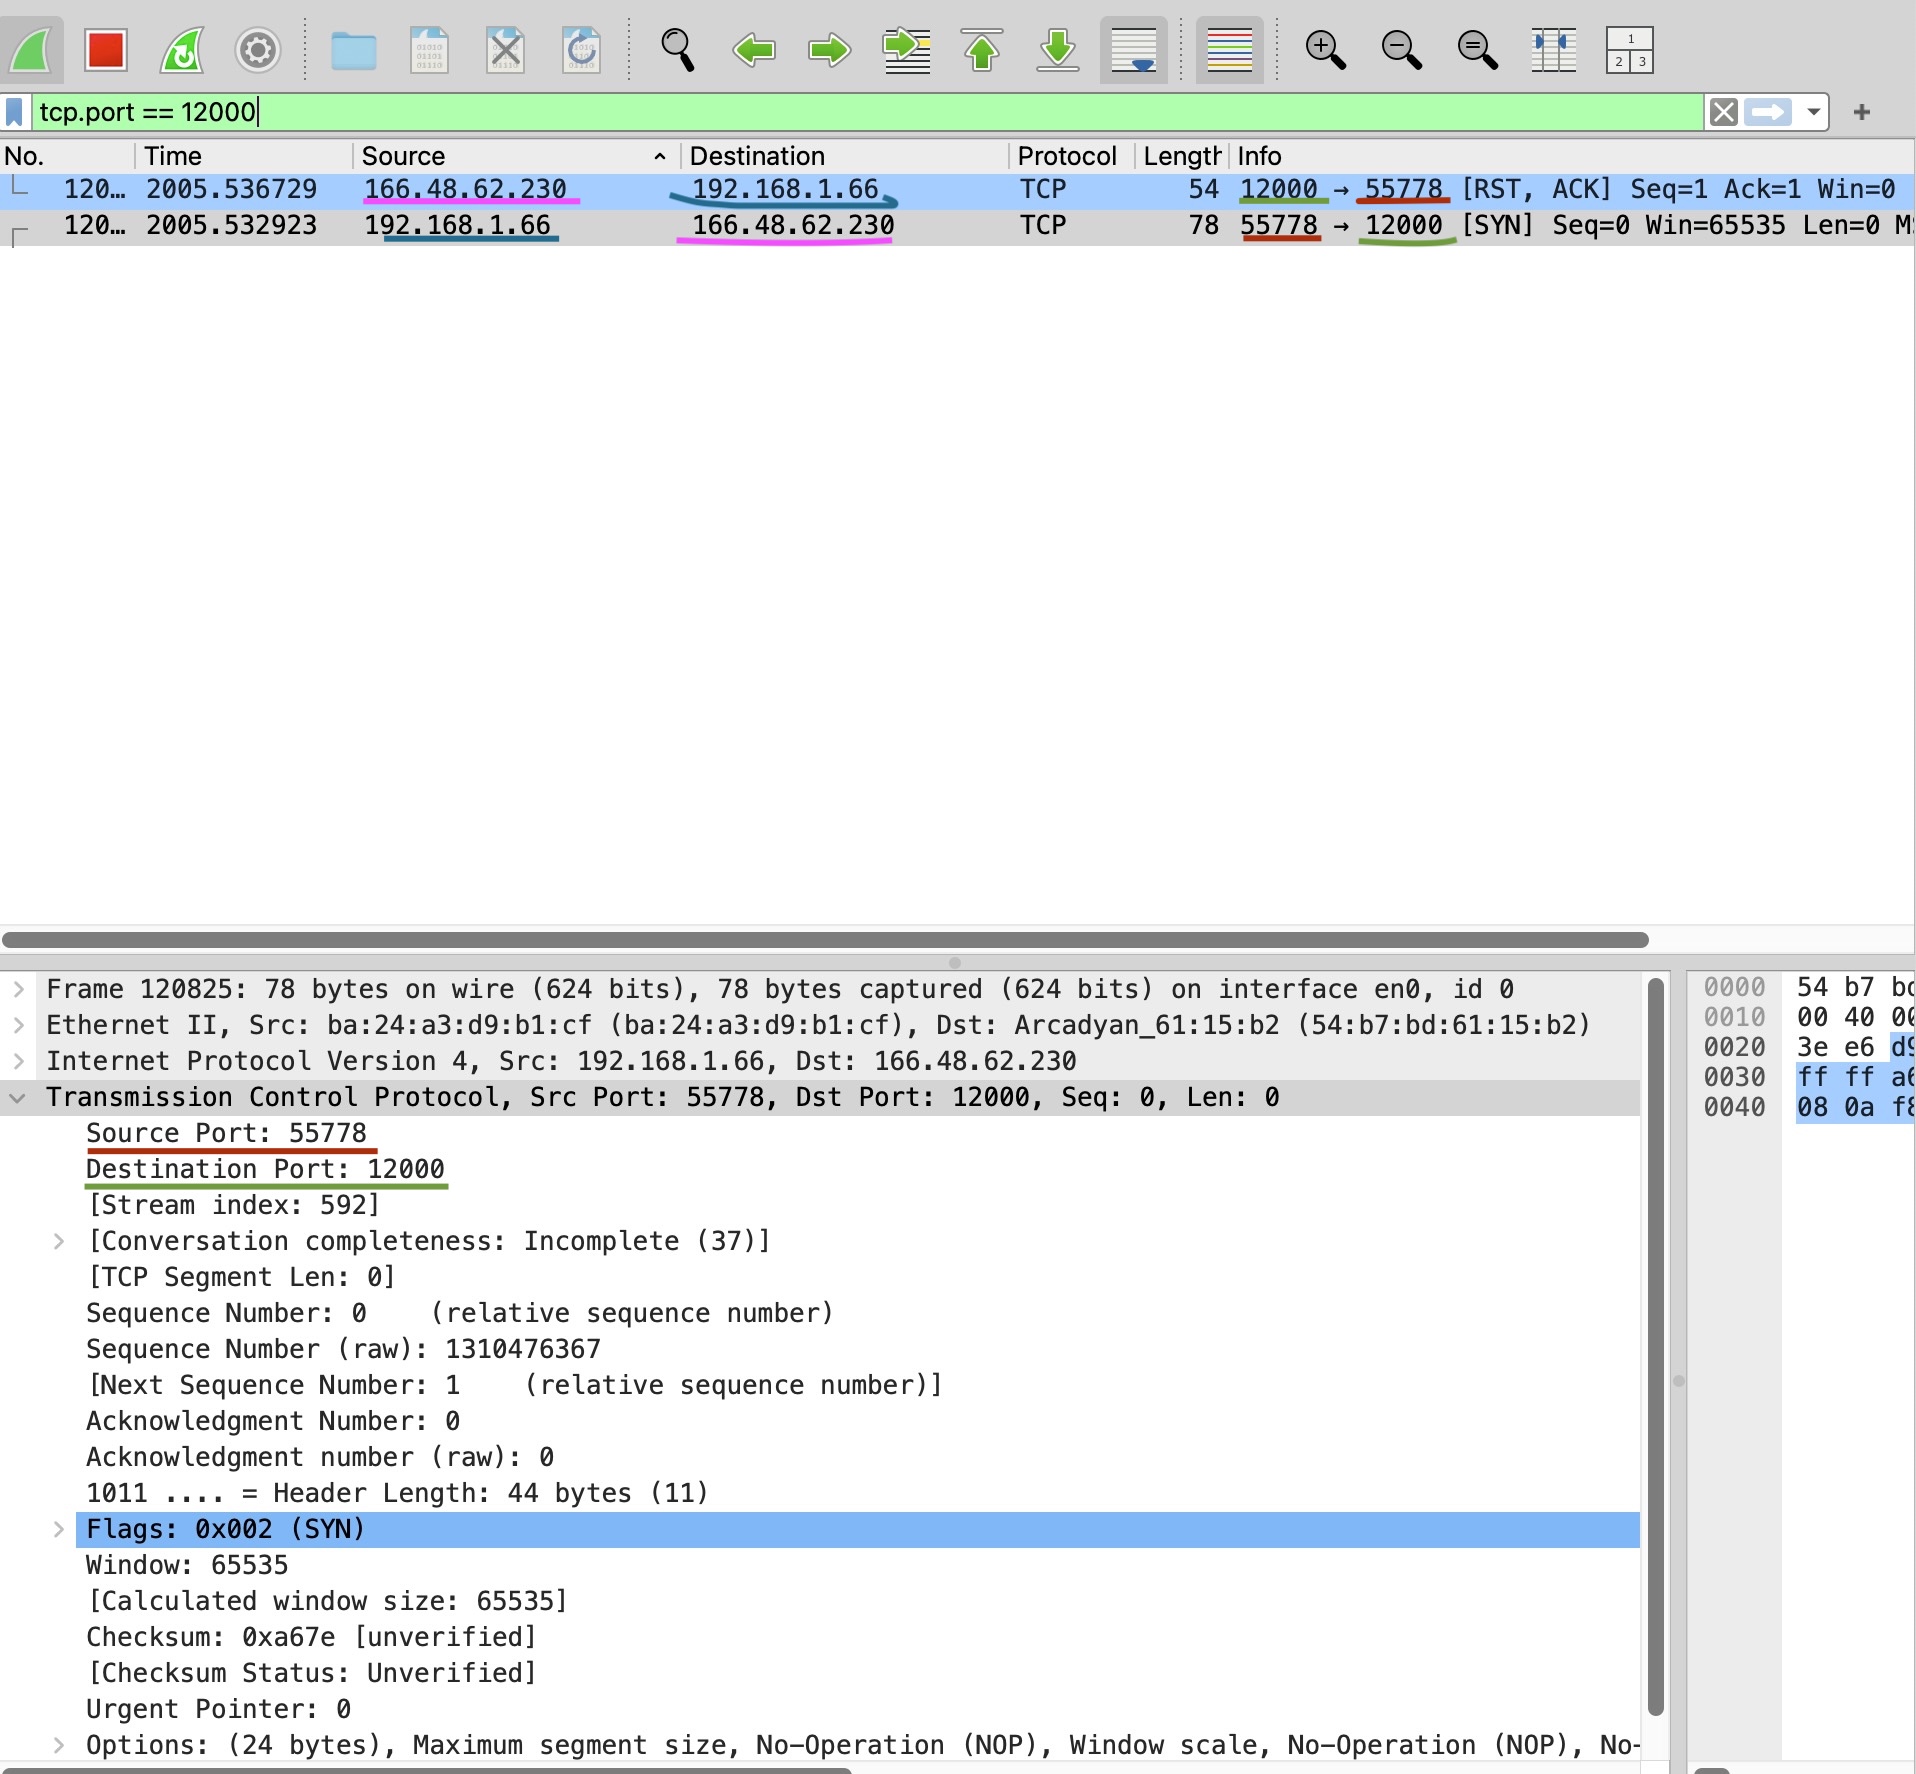 1
2 3
tcp.port == 12000
No. Time Source Destination Protocol Length Info
120… 2005.536729 166.48.62.230 192.168.1.66 TCP 54 12000 → 55778 [RST, ACK] Seq=1 Ack=1 Win=0
120… 2005.532923 192.168.1.66 166.48.62.230 TCP 78 55778 → 12000 [SYN] Seq=0 Win=65535 Len=0
Frame 120825: 78 bytes on wire (624 bits), 78 bytes captured (624 bits) on interface en0, id 0
Ethernet II, Src: ba:24:a3:d9:b1:cf (ba:24:a3:d9:b1:cf), Dst: Arcadyan_61:15:b2 (54:b7:bd:61:15:b2)
Internet Protocol Version 4, Src: 192.168.1.66, Dst: 166.48.62.230
Transmission Control Protocol, Src Port: 55778, Dst Port: 12000, Seq: 0, Len: 0
Source Port: 55778
Destination Port: 12000
[Stream index: 592]
[Conversation completeness: Incomplete (37)]
[TCP Segment Len: 0]
Sequence Number: 0 (relative sequence number)
Sequence Number (raw): 1310476367
[Next Sequence Number: 1 (relative sequence number)]
Acknowledgment Number: 0
Acknowledgment number (raw): 0
1011 .... = Header Length: 44 bytes (11)
Flags: 0x002 (SYN)
Window: 65535
[Calculated window size: 65535]
Checksum: 0xa67e [unverified]
[Checksum Status: Unverified]
Urgent Pointer: 0
Options: (24 bytes), Maximum segment size, No-Operation (NOP), Window scale, No-Operation (NOP), No-
0000 54 b7
0010 00 40
0020 3e e6
0030 ff ff
0040 08 0a